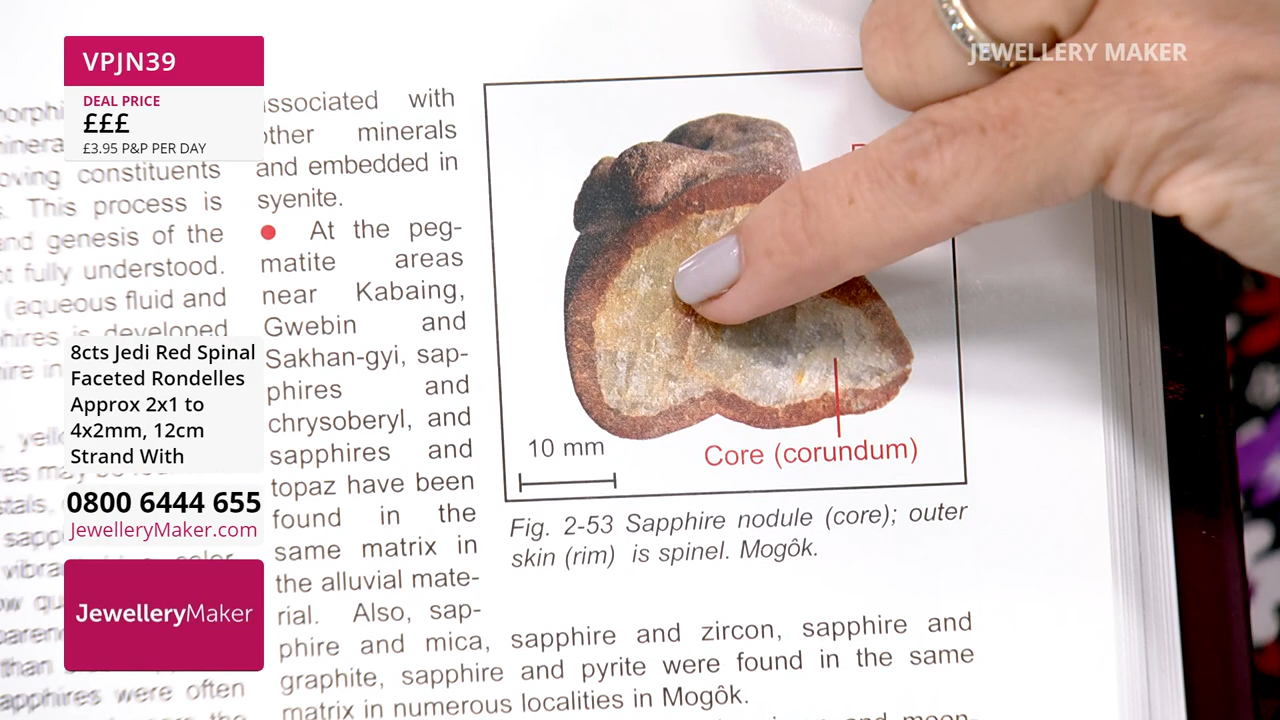 VPJN39
DEAL PRICE
£££
£3.95 P&P PER DAY
8cts Jedi Red Spinal
Faceted Rondelles
Approx 2x1 to
4x2mm, 12cm
Strand With
0800 6444 655
JewelleryMaker.com
JewelleryMaker
JEWELLERY MAKER
oving constituents
This process is
and genesis of the
fully understood.
(aqueous fluid and
is developed
than
sapphires were often
associated with
other minerals
and embedded in
syenite.
● At the peg-
matite areas
near Kabaing,
Gwebin and
Sakhan-gyi, sap-
phires and
chrysoberyl, and
sapphires and
topaz have been
found in the
same matrix in
the alluvial mate-
rial. Also, sap-
phire and mica, sapphire and zircon, sapphire and
graphite, sapphire and pyrite were found in the same
matrix in numerous localities in Mogôk.
10 mm
Core (corundum)
Fig. 2-53 Sapphire nodule (core); outer
skin (rim) is spinel. Mogôk.